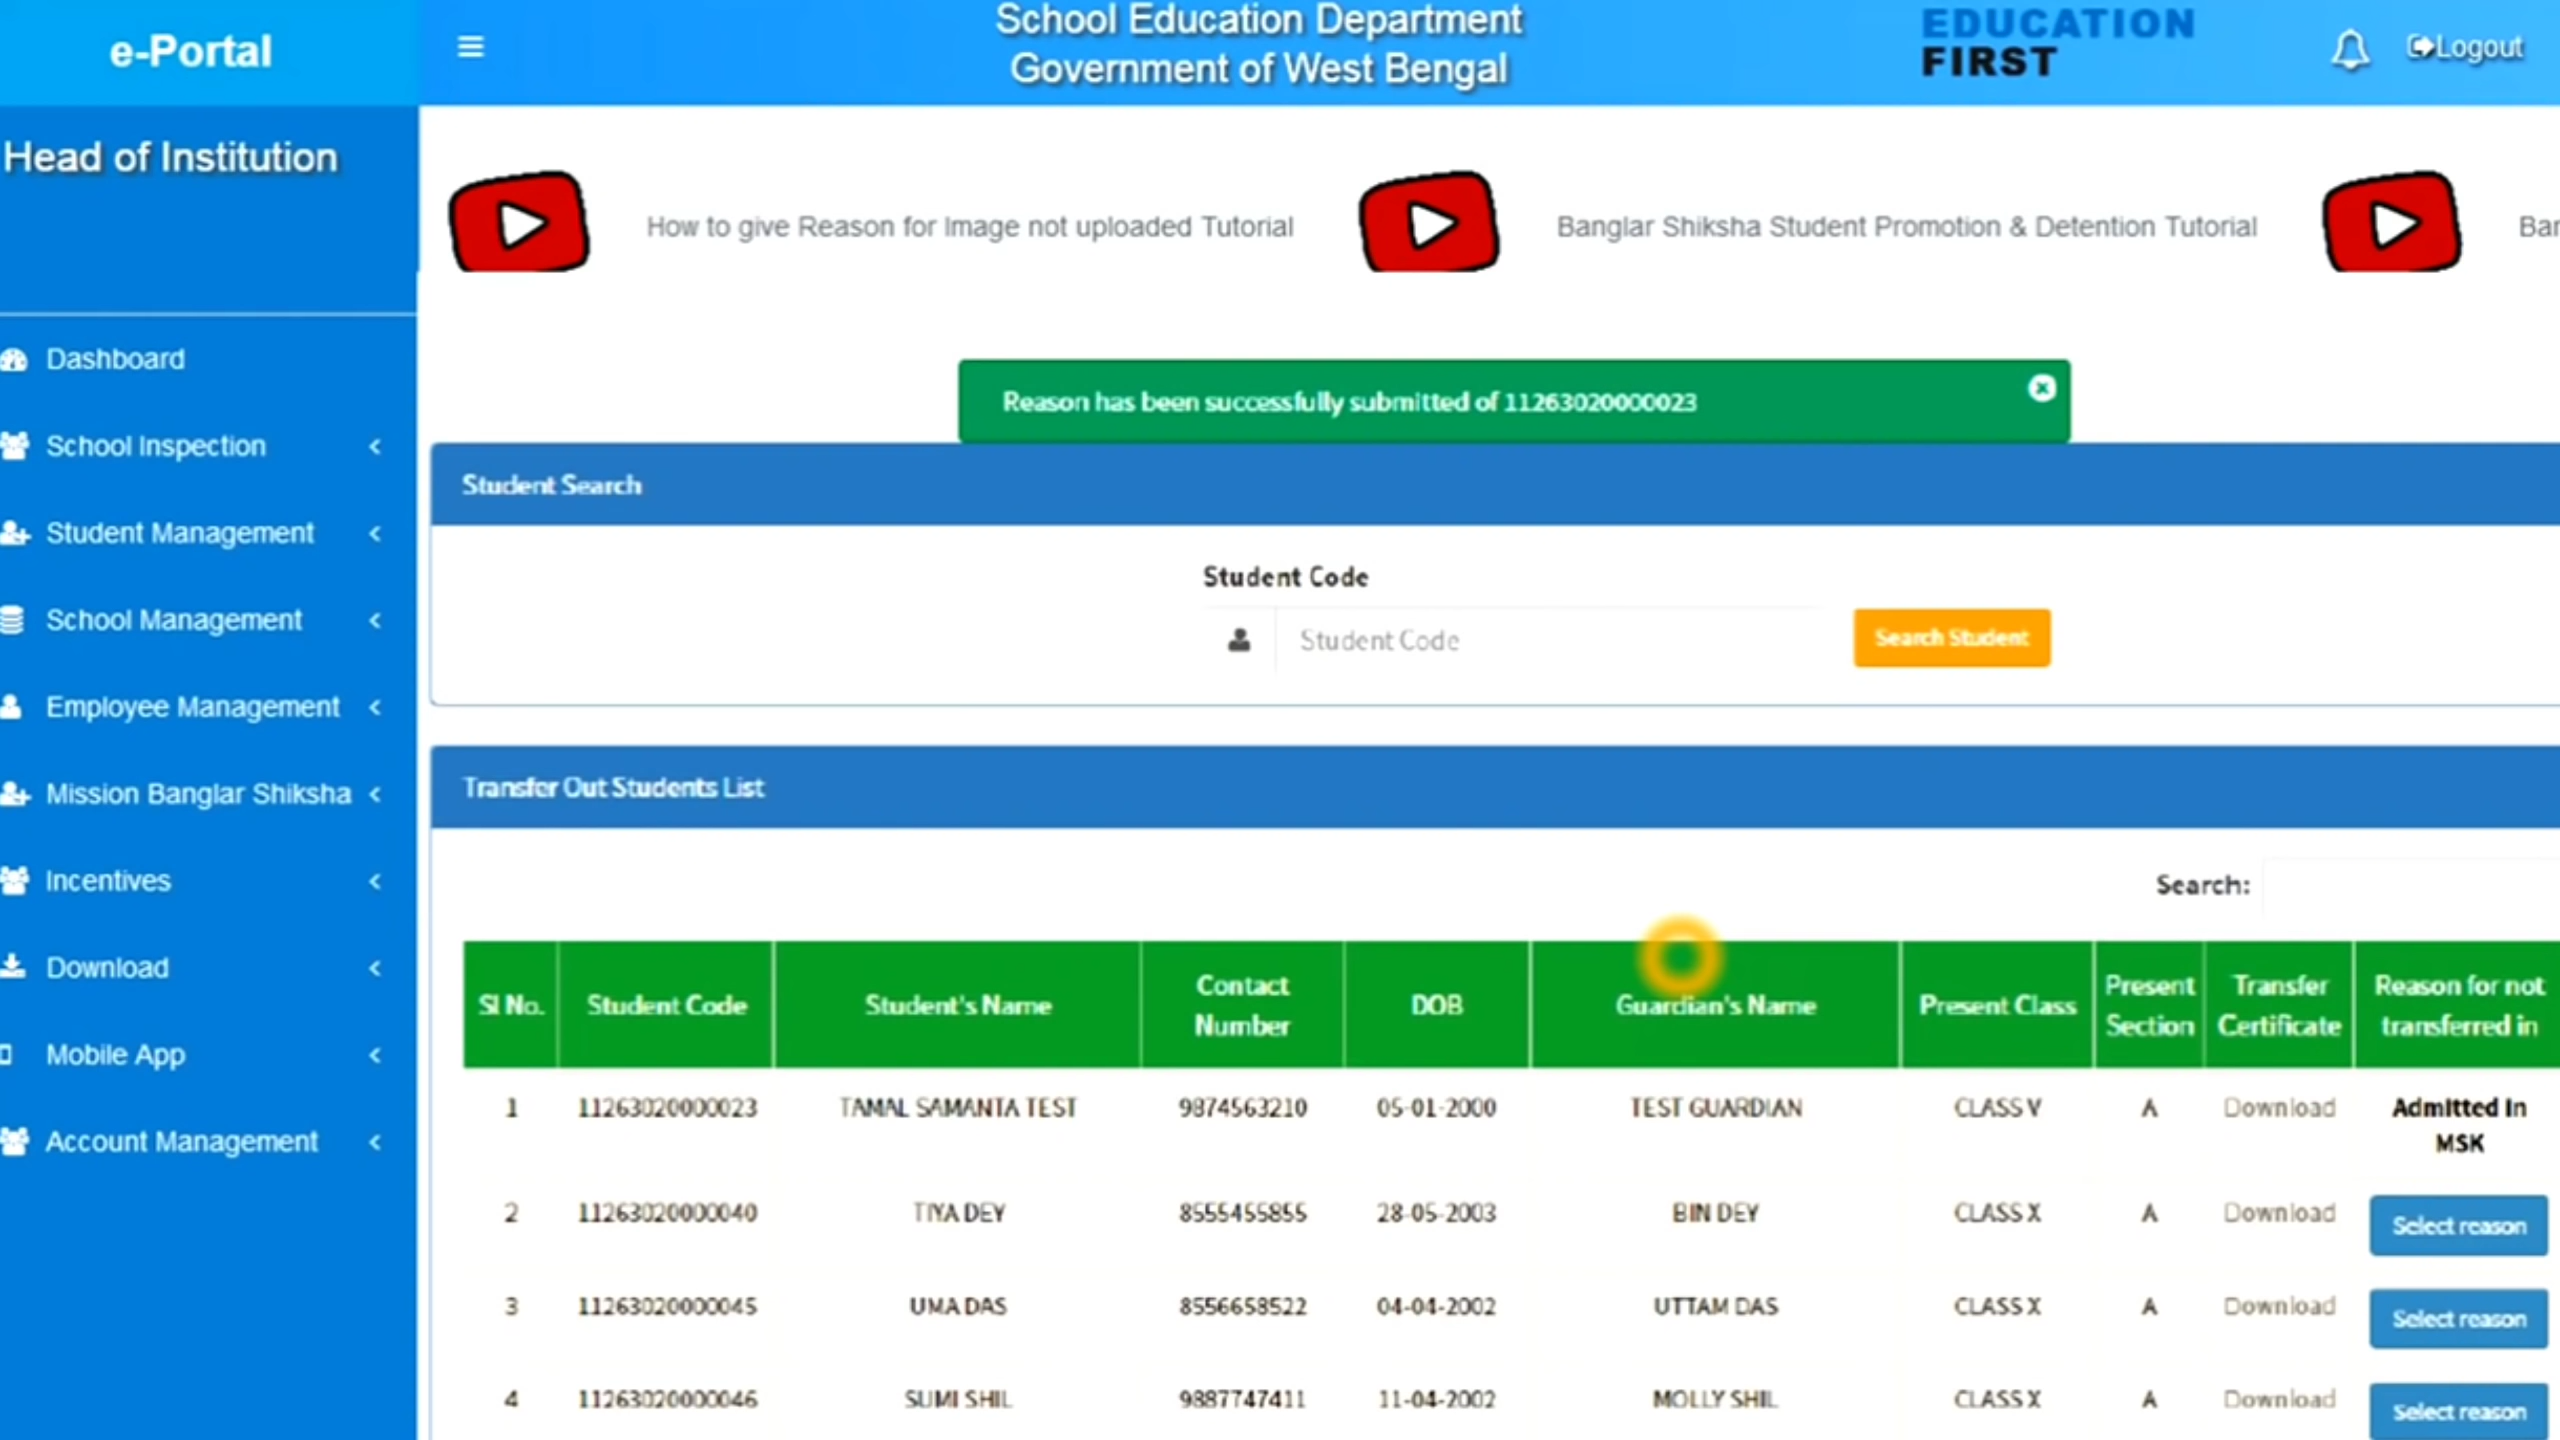 e-Portal
School Education Department
Government of West Bengal
EDUCATION
FIRST
Logout
Head of Institution
How to give Reason for Image not uploaded Tutorial
Banglar Shiksha Student Promotion & Detention Tutorial
Ban
Dashboard
School Inspection
Student Management
School Management
Employee Management
Mission Banglar Shiksha
Incentives
Download
Mobile App
Account Management
Reason has been successfully submitted of 11263020000023
Student Search
Student Code
Student Code
Search Student
Transfer Out Students List
Search:
Sl No. Student Code Student's Name Contact Number DOB Guardian's Name Present Class Present Section Transfer Certificate Reason for not transferred in
1 11263020000023 TAMAL SAMANTA TEST 9874563210 05-01-2000 TEST GUARDIAN CLASS V A Download Admitted in MSK
2 11263020000040 TIYA DEY 8555455855 28-05-2003 BIN DEY CLASS X A Download Select reason
3 11263020000045 UMA DAS 8556658522 04-04-2002 UTTAM DAS CLASS X A Download Select reason
4 11263020000046 SUMI SHIL 9887747411 11-04-2002 MOLLY SHIL CLASS X A Download Select reason